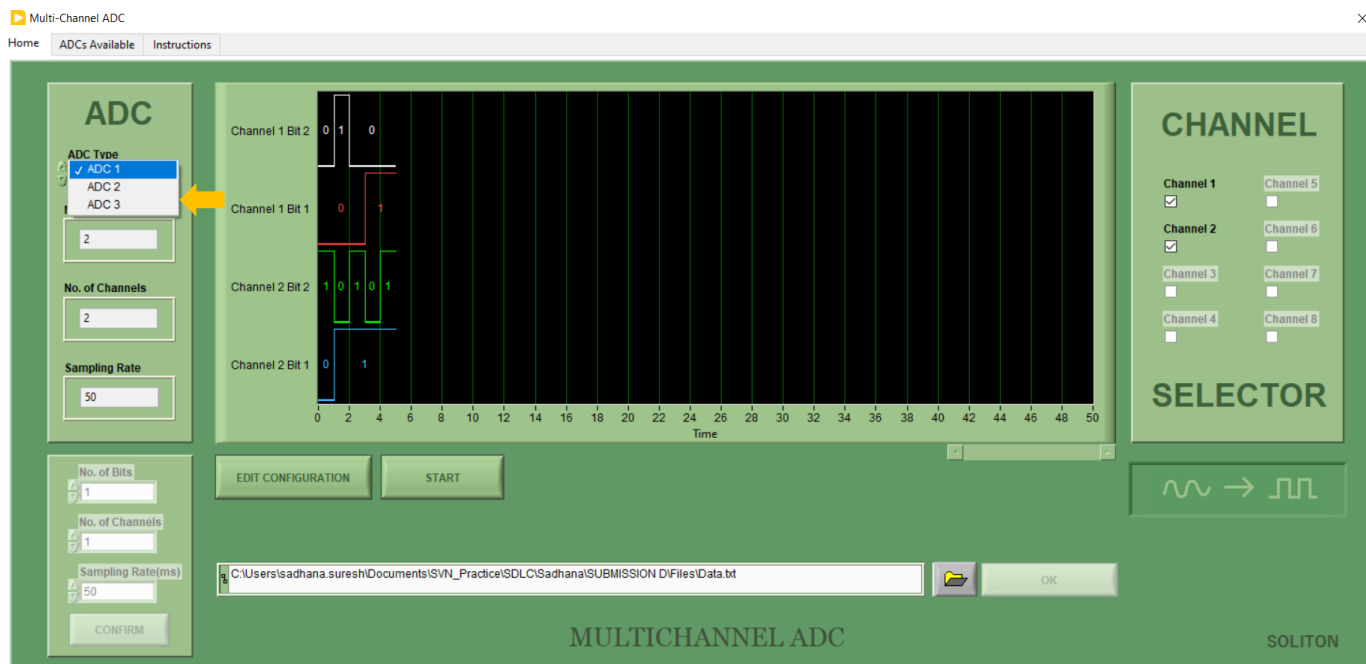 Multi-Channel ADC
Home ADCs Available Instructions
ADC
ADC Type
✓ ADC 1
ADC 2
ADC 3
2
No. of Channels
2
Sampling Rate
50
Channel 1 Bit 2 0 1 0
Channel 1 Bit 1 0 1
Channel 2 Bit 2 1 0 1 0 1
Channel 2 Bit 1 0 1
0 2 4 6 8 10 12 14 16 18 20 22 24 26 28 30 32 34 36 38 40 42 44 46 48 50
Time
CHANNEL
Channel 1 Channel 5
Channel 2 Channel 6
Channel 3 Channel 7
Channel 4 Channel 8
SELECTOR
No. of Bits
1
No. of Channels
1
Sampling Rate(ms)
50
CONFIRM
EDIT CONFIGURATION START
C:\Users\sadhana.suresh\Documents\SVN_Practice\SDLC\Sadhana\SUBMISSION D\Files\Data.txt
OK
MULTICHANNEL ADC
SOLITON